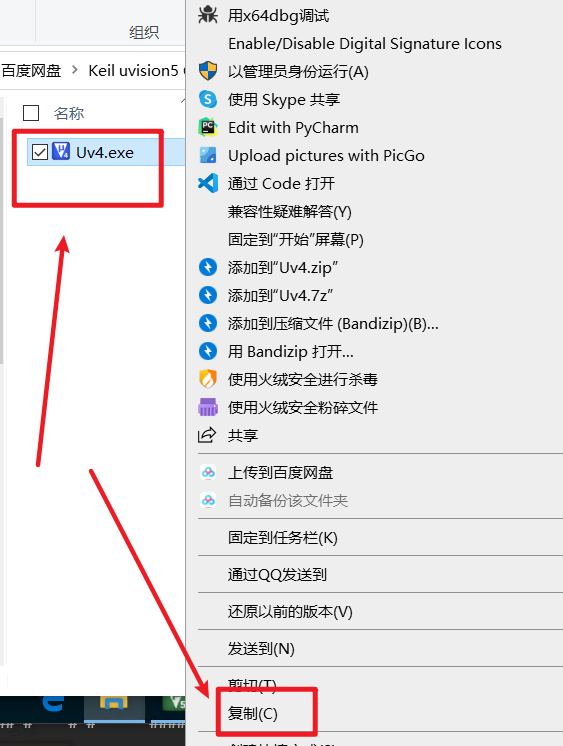 组织
百度网盘 > Keil uvision5
名称
Uv4.exe
用x64dbg调试
Enable/Disable Digital Signature Icons
以管理员身份运行(A)
使用 Skype 共享
Edit with PyCharm
Upload pictures with PicGo
通过 Code 打开
兼容性疑难解答(Y)
固定到“开始”屏幕(P)
添加到“Uv4.zip”
添加到“Uv4.7z”
添加到压缩文件 (Bandizip)(B)...
用 Bandizip 打开...
使用火绒安全进行杀毒
使用火绒安全粉碎文件
共享
上传到百度网盘
自动备份该文件夹
固定到任务栏(K)
通过QQ发送到
还原以前的版本(V)
发送到(N)
剪切(T)
复制(C)